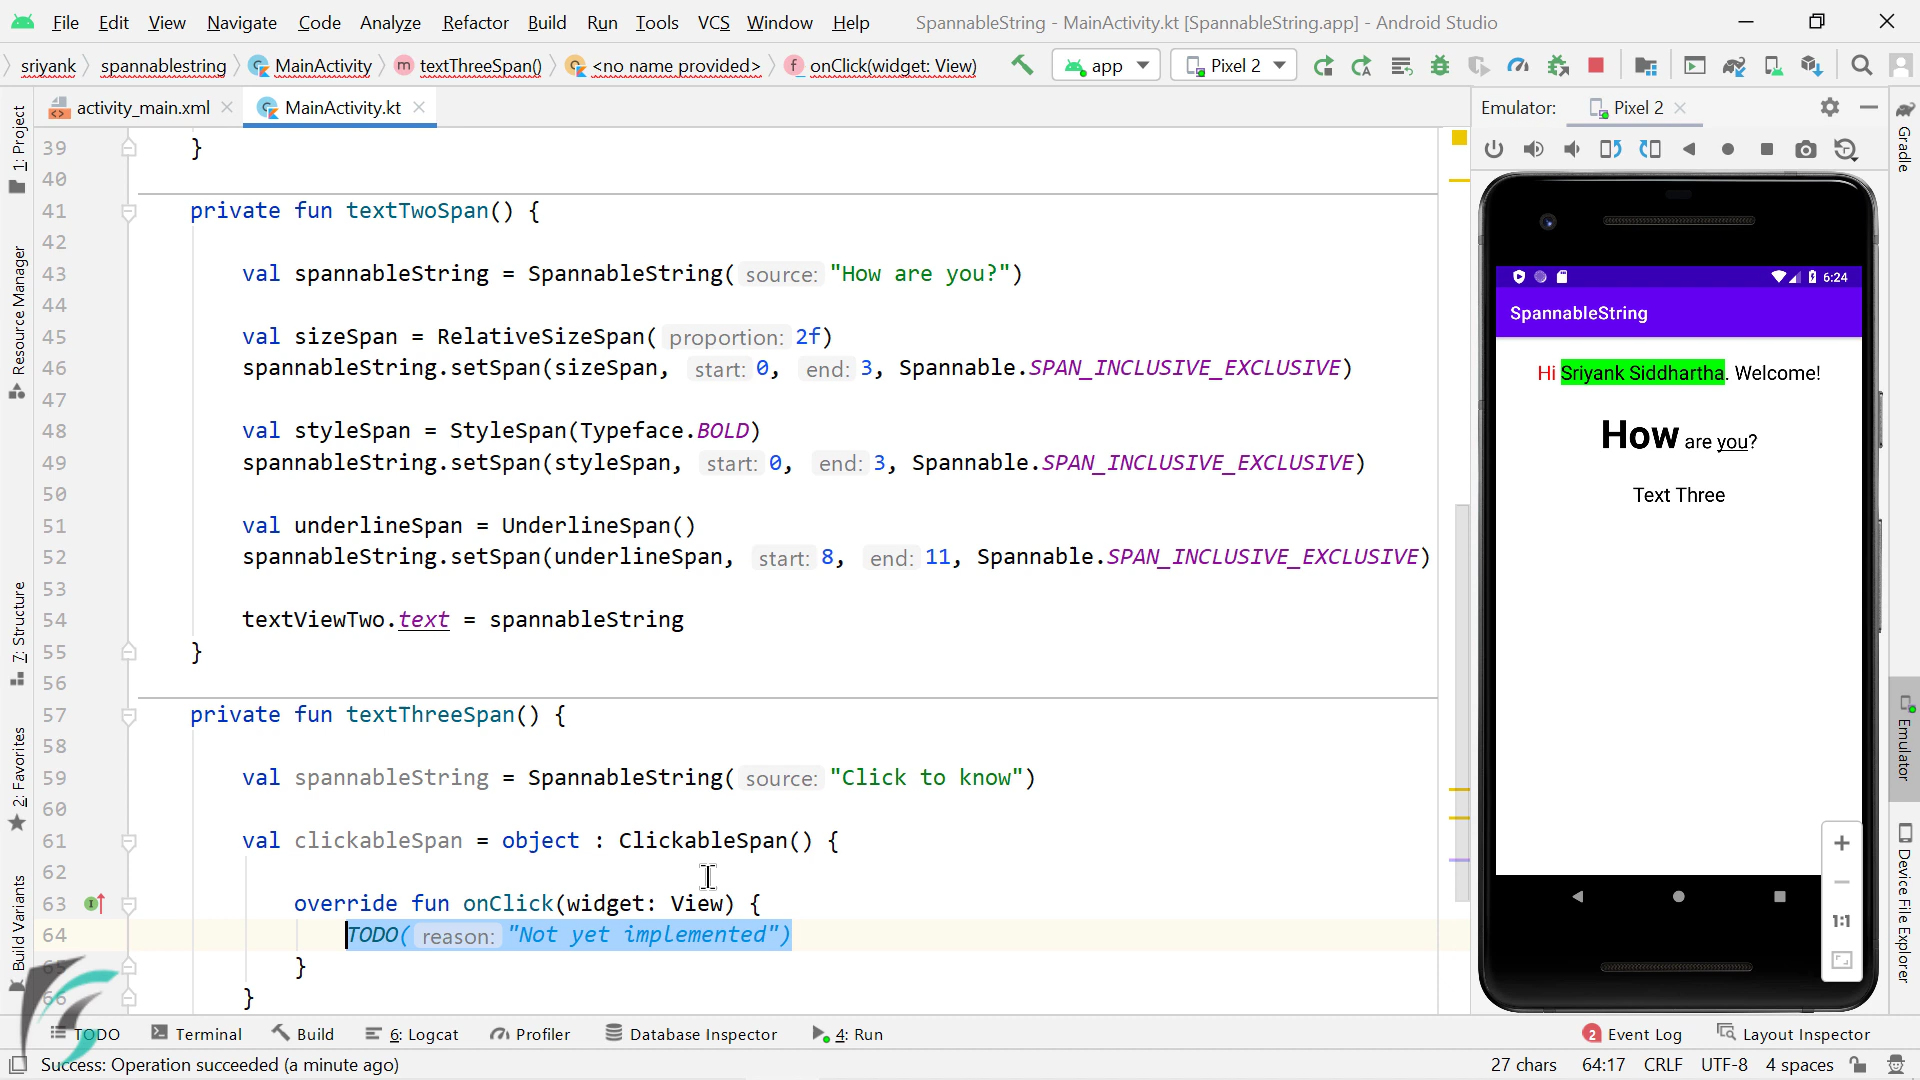 File Edit View Navigate Code Analyze Refactor Build Run Tools VCS Window Help SpannableString - MainActivity.kt [SpannableString.app] - Android Studio
sriyank spannablestring MainActivity textThreeSpan() <no name provided> onClick(widget: View) app Pixel 2
activity_main.xml MainActivity.kt Emulator: Pixel 2
39 }
40
41 private fun textTwoSpan() {
42
43 val spannableString = SpannableString( source: "How are you?")
44
45 val sizeSpan = RelativeSizeSpan( proportion: 2f)
46 spannableString.setSpan(sizeSpan, start: 0, end: 3, Spannable.SPAN_INCLUSIVE_EXCLUSIVE)
47
48 val styleSpan = StyleSpan(Typeface.BOLD)
49 spannableString.setSpan(styleSpan, start: 0, end: 3, Spannable.SPAN_INCLUSIVE_EXCLUSIVE)
50
51 val underlineSpan = UnderlineSpan()
52 spannableString.setSpan(underlineSpan, start: 8, end: 11, Spannable.SPAN_INCLUSIVE_EXCLUSIVE)
53
54 textViewTwo.text = spannableString
55 }
56
57 private fun textThreeSpan() {
58
59 val spannableString = SpannableString( source: "Click to know")
60
61 val clickableSpan = object : ClickableSpan() {
62
63 override fun onClick(widget: View) {
64 TODO( reason: "Not yet implemented")
65 }
66 }
1: Project
Resource Manager
7: Structure
2: Favorites
Build Variants
6:24
SpannableString
Hi Sriyank Siddhartha. Welcome!
How are you?
Text Three
1:1
Gradle
Emulator
Device File Explorer
TODO Terminal Build 6: Logcat Profiler Database Inspector 4: Run 2 Event Log Layout Inspector
Success: Operation succeeded (a minute ago) 27 chars 64:17 CRLF UTF-8 4 spaces